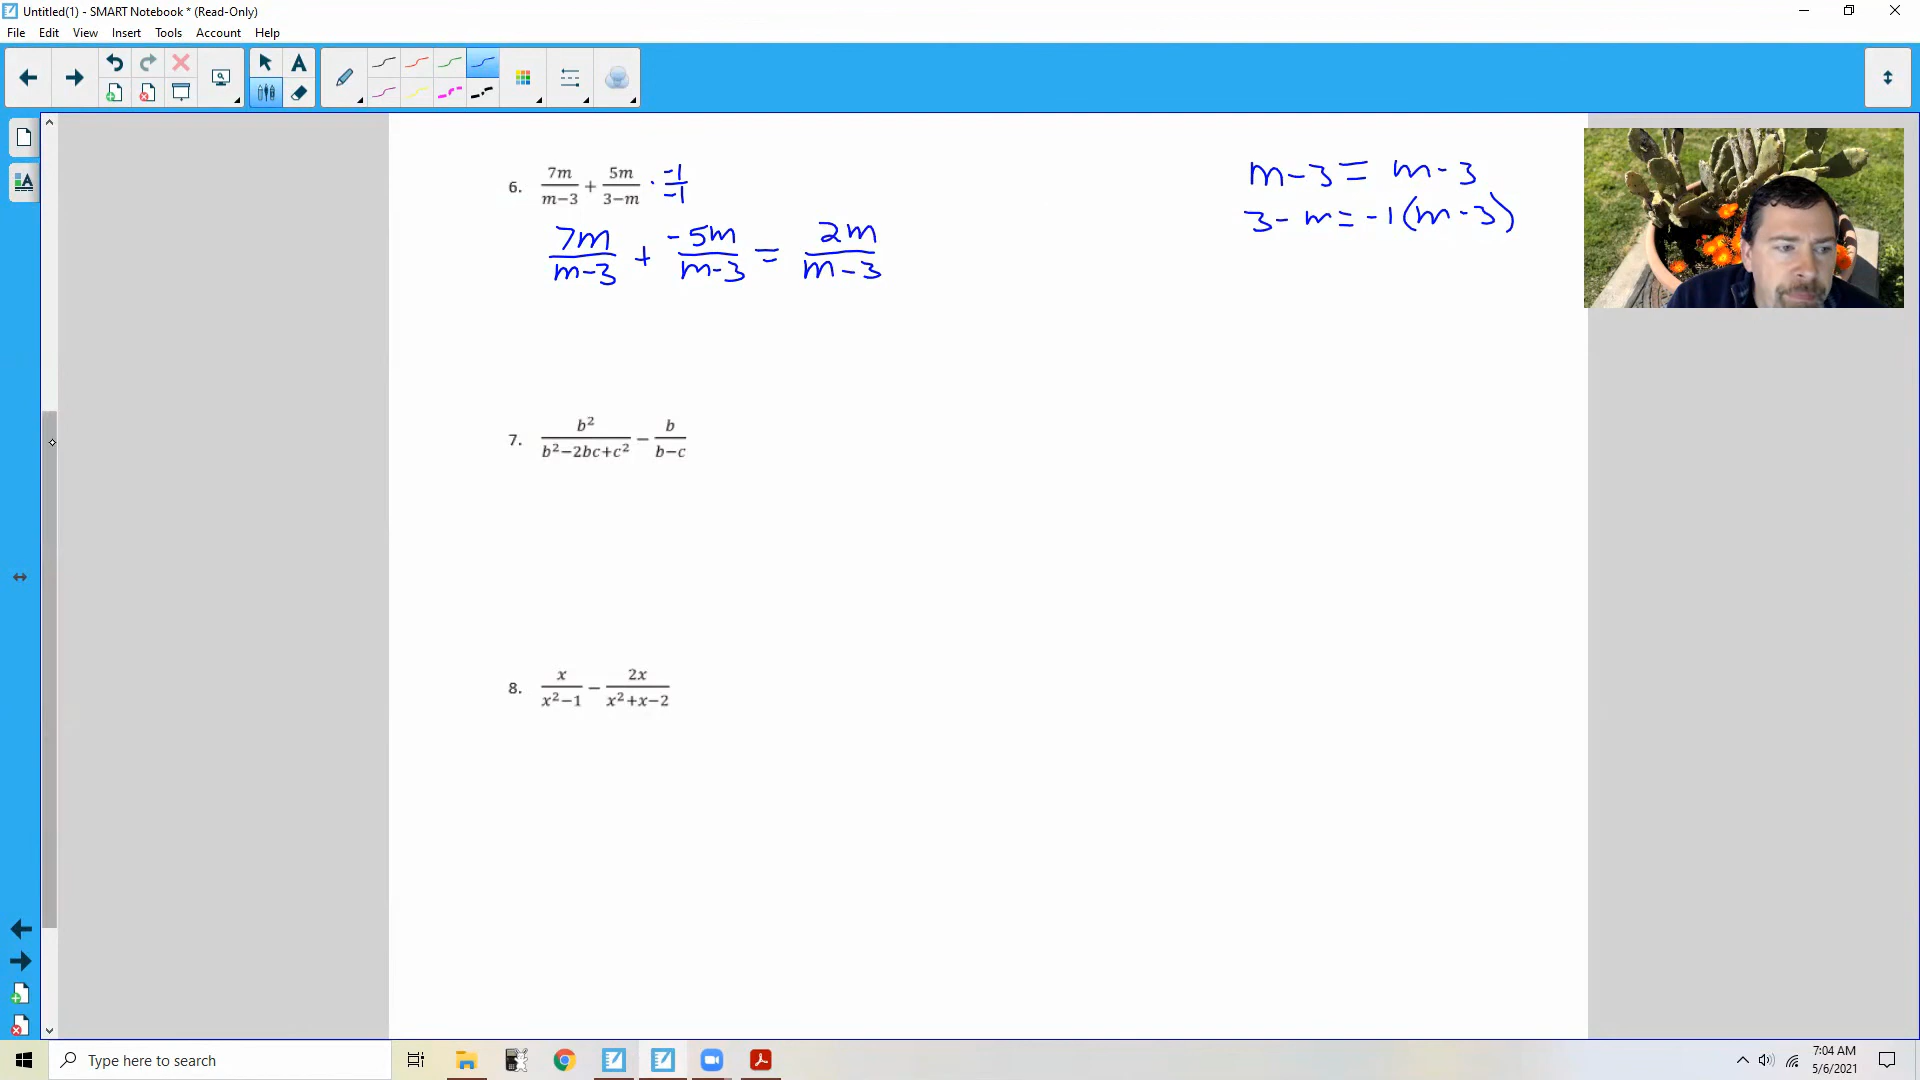 Untitled(1) - SMART Notebook * (Read-Only)
File Edit View Insert Tools Account Help
6. 7m/(m−3) + 5m/(3−m) · -1/-1
7m/(m-3) + -5m/(m-3) = 2m/(m-3)
m-3 = m-3
3-m = -1(m-3)
7. b²/(b²−2bc+c²) − b/(b−c)
8. x/(x²−1) − 2x/(x²+x−2)
Type here to search
7:04 AM
5/6/2021